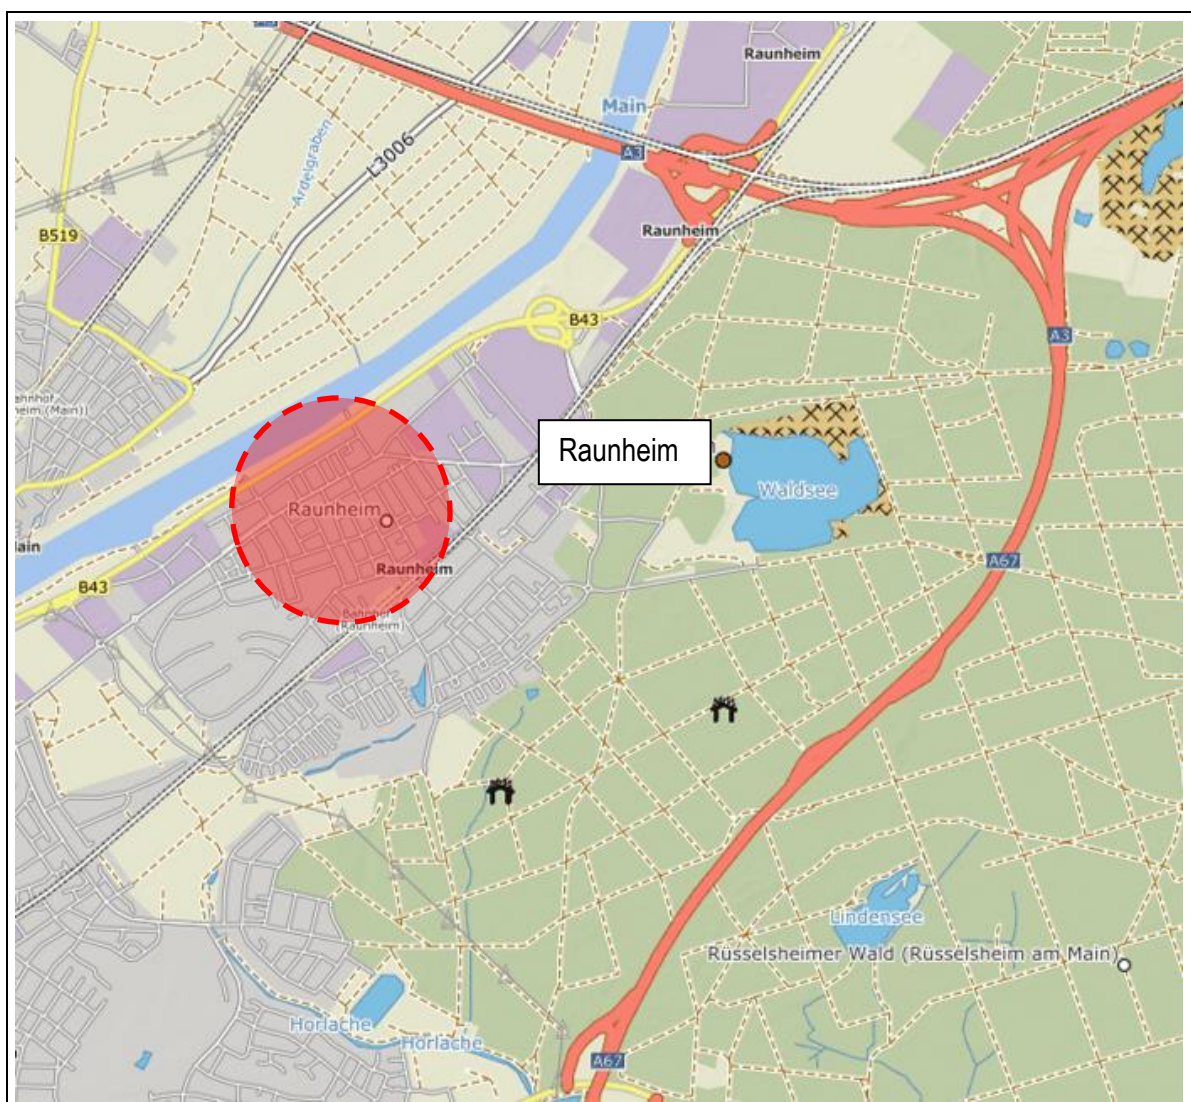 Raunheim
Main
L3006
Ardelgraben
A3
B519
Raunheim
B43
A3
heim (Main))
Raunheim
Waldsee
Raunheim
A67
Raunheim
B43
Bahnhof
(Raunheim)
Lindensee
Rüsselsheimer Wald (Rüsselsheim am Main)
Horlache
Horlache
A67